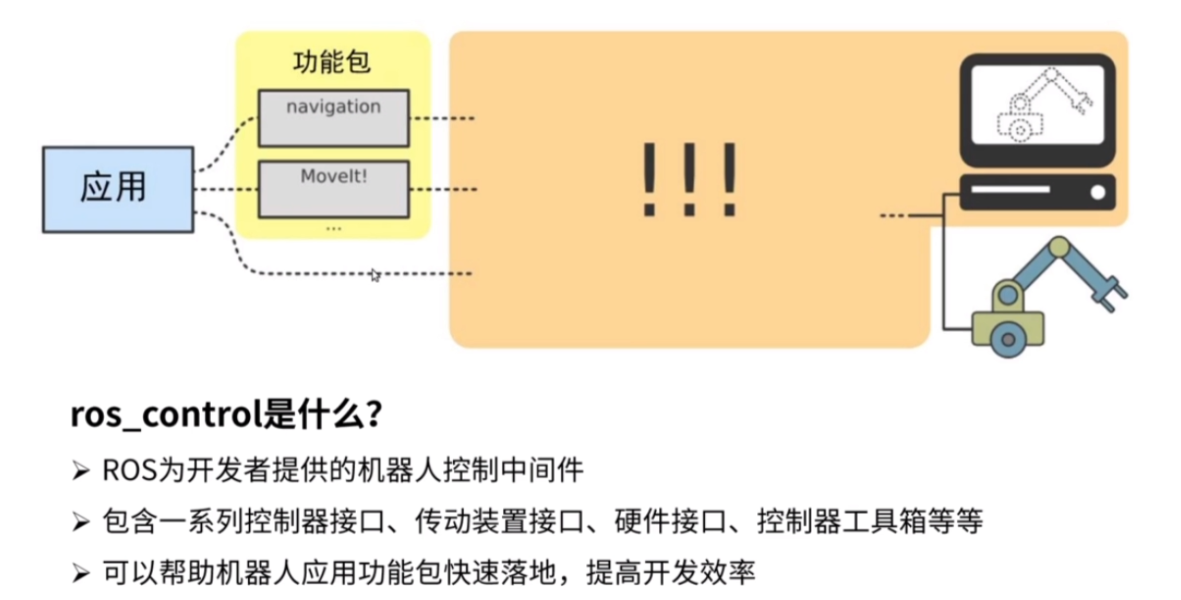 功能包
navigation
应用
MoveIt!
...
!!!
ros_control是什么？
➢ ROS为开发者提供的机器人控制中间件
➢ 包含一系列控制器接口、传动装置接口、硬件接口、控制器工具箱等等
➢ 可以帮助机器人应用功能包快速落地，提高开发效率